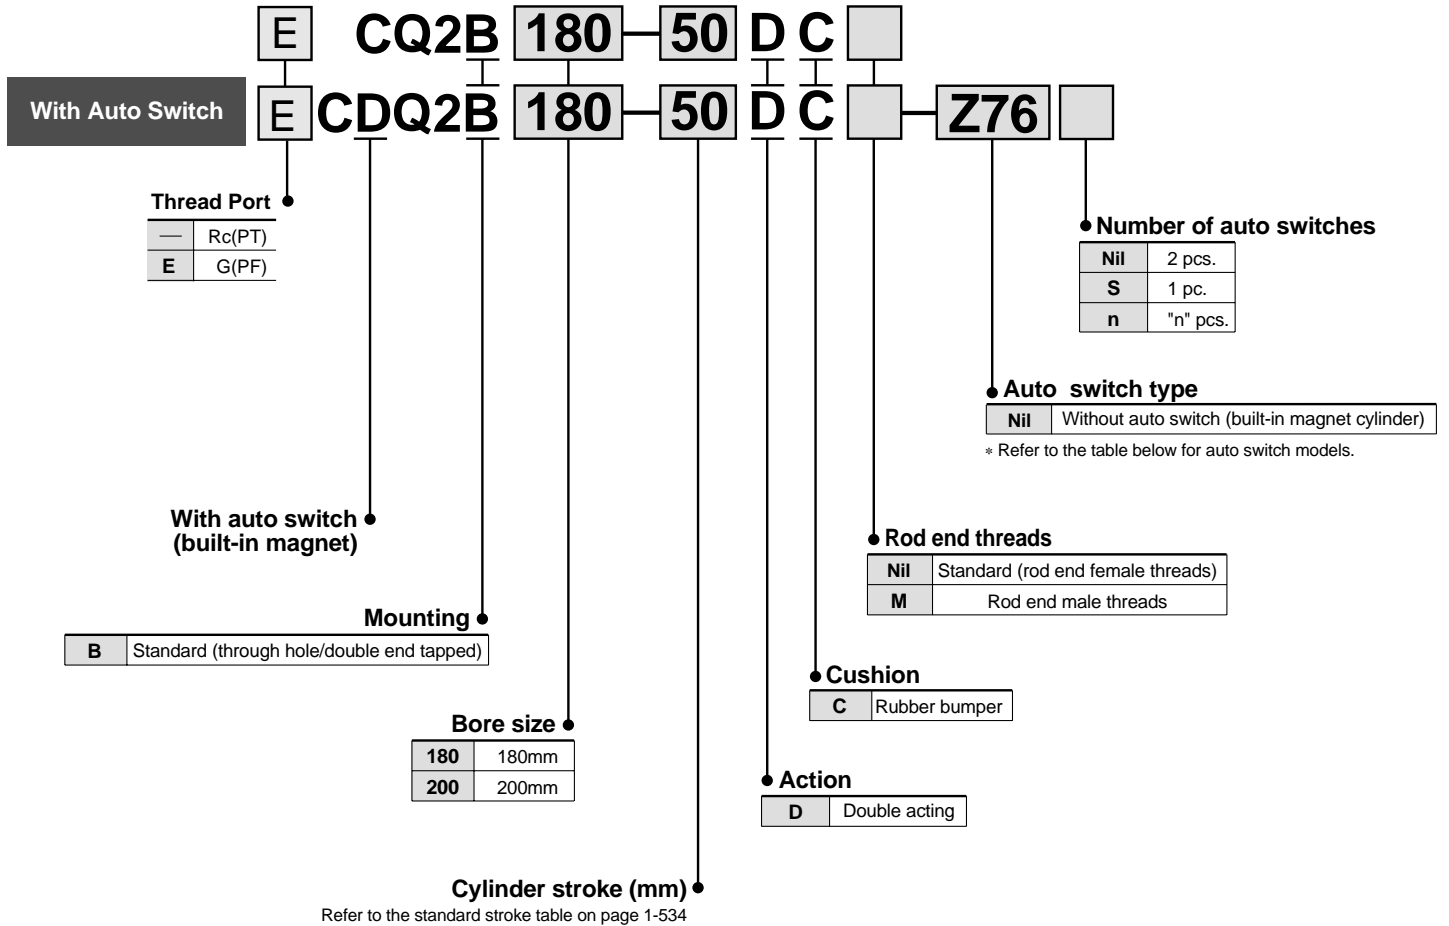 E CQ2B 180 50 D C
With Auto Switch E CDQ2B 180 50 D C Z76
Thread Port
— Rc(PT)
E G(PF)
Number of auto switches
Nil 2 pcs.
S 1 pc.
n "n" pcs.
Auto switch type
Nil Without auto switch (built-in magnet cylinder)
* Refer to the table below for auto switch models.
With auto switch
(built-in magnet)
Rod end threads
Nil Standard (rod end female threads)
M Rod end male threads
Mounting
B Standard (through hole/double end tapped)
Cushion
C Rubber bumper
Bore size
180 180mm
200 200mm
Action
D Double acting
Cylinder stroke (mm)
Refer to the standard stroke table on page 1-534